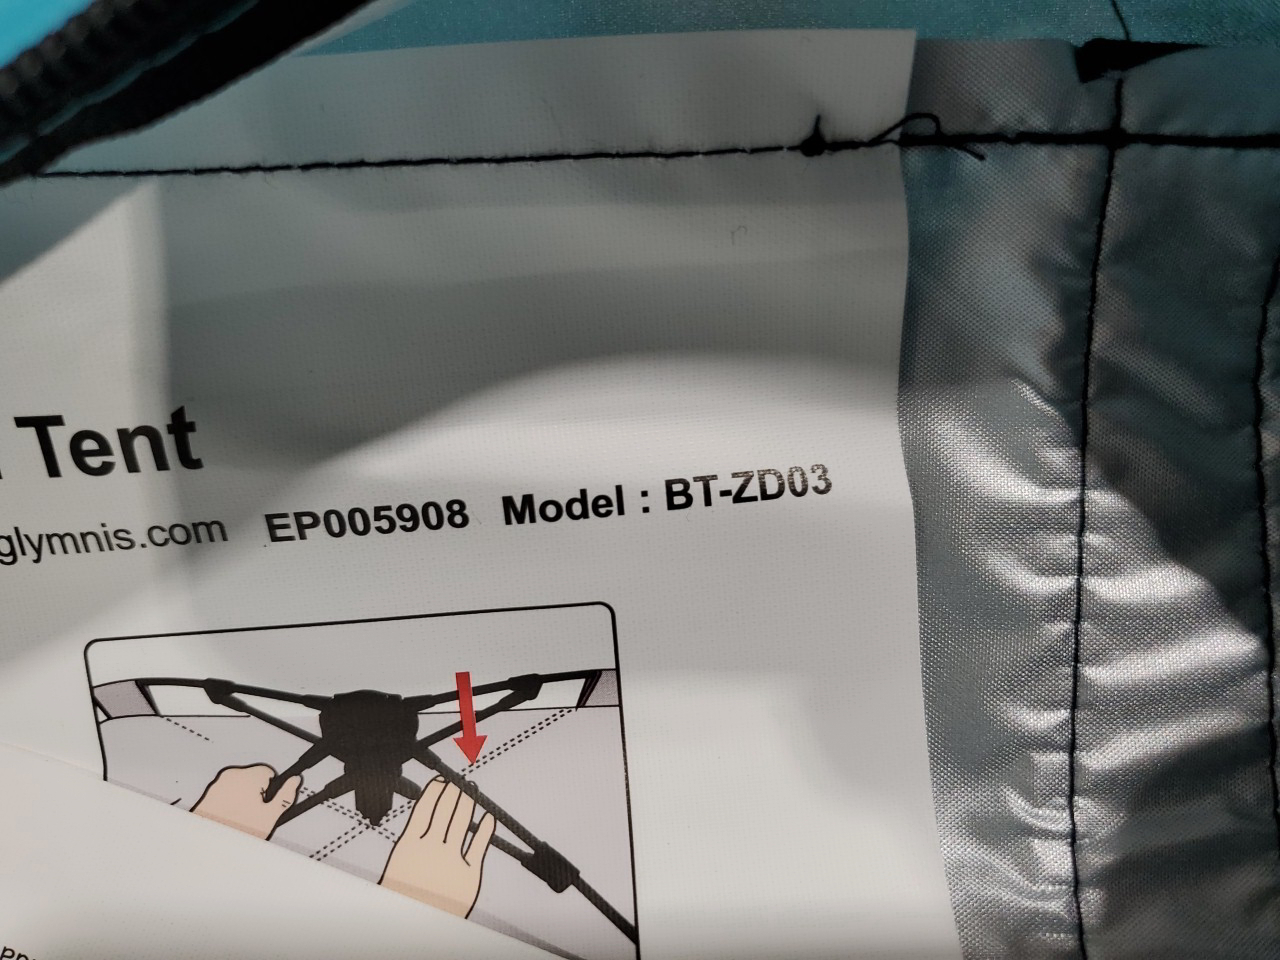 Tent
glymnis.com EP005908 Model : BT-ZD03